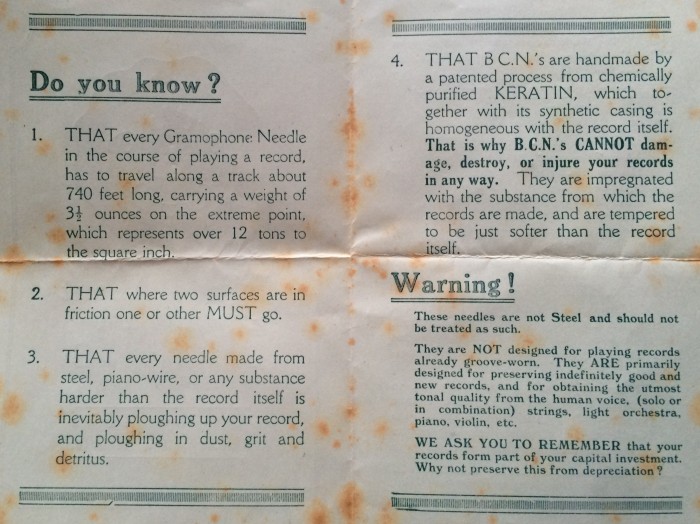 Do you know?
1. THAT every Gramophone Needle
in the course of playing a record,
has to travel along a track about
740 feet long, carrying a weight of
3½ ounces on the extreme point,
which represents over 12 tons to
the square inch.
2. THAT where two surfaces are in
friction one or other MUST go.
3. THAT every needle made from
steel, piano-wire, or any substance
harder than the record itself is
inevitably ploughing up your record,
and ploughing in dust, grit and
detritus.
4. THAT B C.N.'s are handmade by
a patented process from chemically
purified KERATIN, which to-
gether with its synthetic casing is
homogeneous with the record itself.
That is why B.C.N.'s CANNOT dam-
age, destroy, or injure your records
in any way. They are impregnated
with the substance from which the
records are made, and are tempered
to be just softer than the record
itself.
Warning!
These needles are not Steel and should not
be treated as such.
They are NOT designed for playing records
already groove-worn. They ARE primarily
designed for preserving indefinitely good and
new records, and for obtaining the utmost
tonal quality from the human voice, (solo or
in combination) strings, light orchestra,
piano, violin, etc.
WE ASK YOU TO REMEMBER that your
records form part of your capital investment.
Why not preserve this from depreciation?